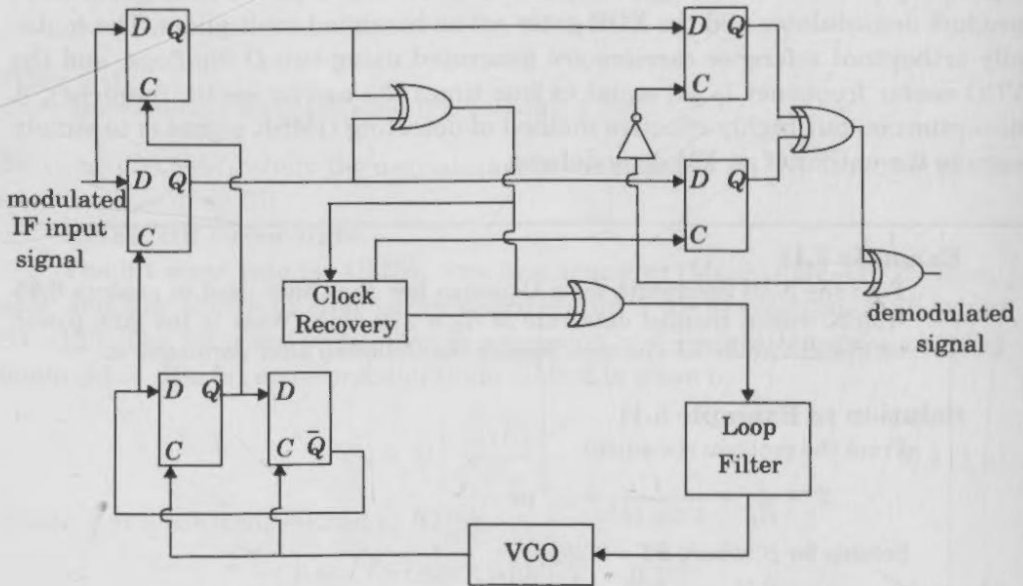 D Q
C
D Q
C
modulated
IF input
signal
D Q
C
D Q
C
Clock
Recovery
demodulated
signal
D Q
C
D
C Q̄
Loop
Filter
VCO